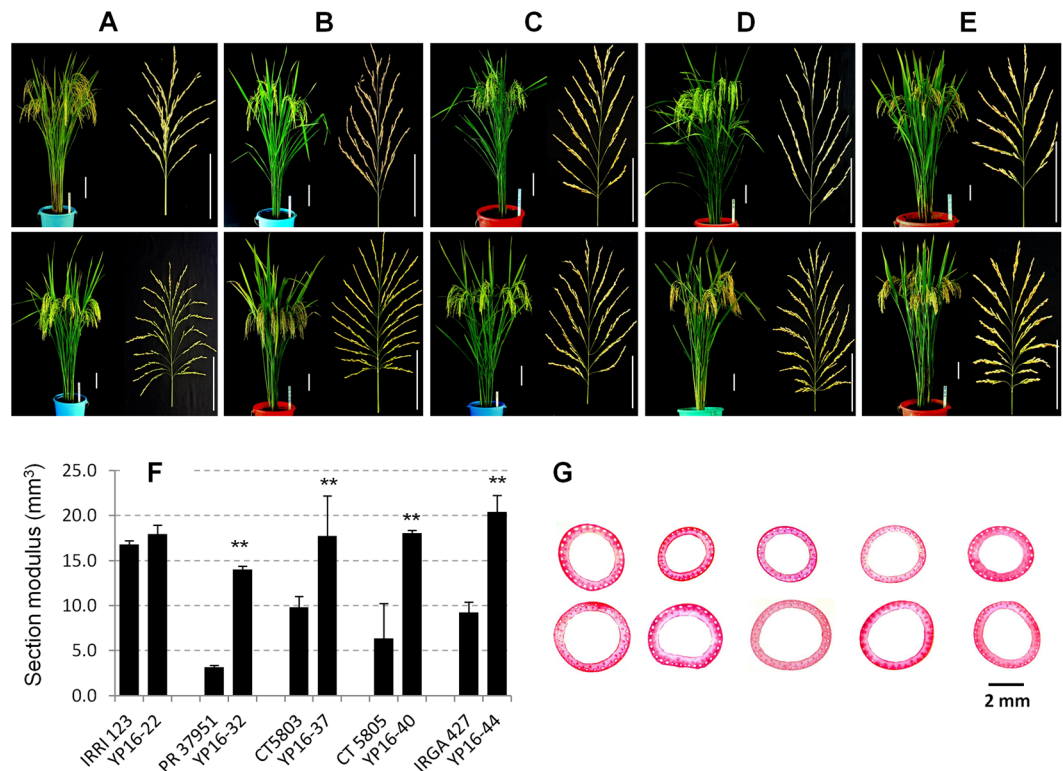 A B C D E
F
G
Section modulus (mm³)
25.0
20.0
15.0
10.0
5.0
0.0
** ** ** **
IRRI 123
YP16-22
PR 37951
YP16-32
CT5803
YP16-37
CT 5805
YP16-40
IRGA 427
YP16-44
2 mm